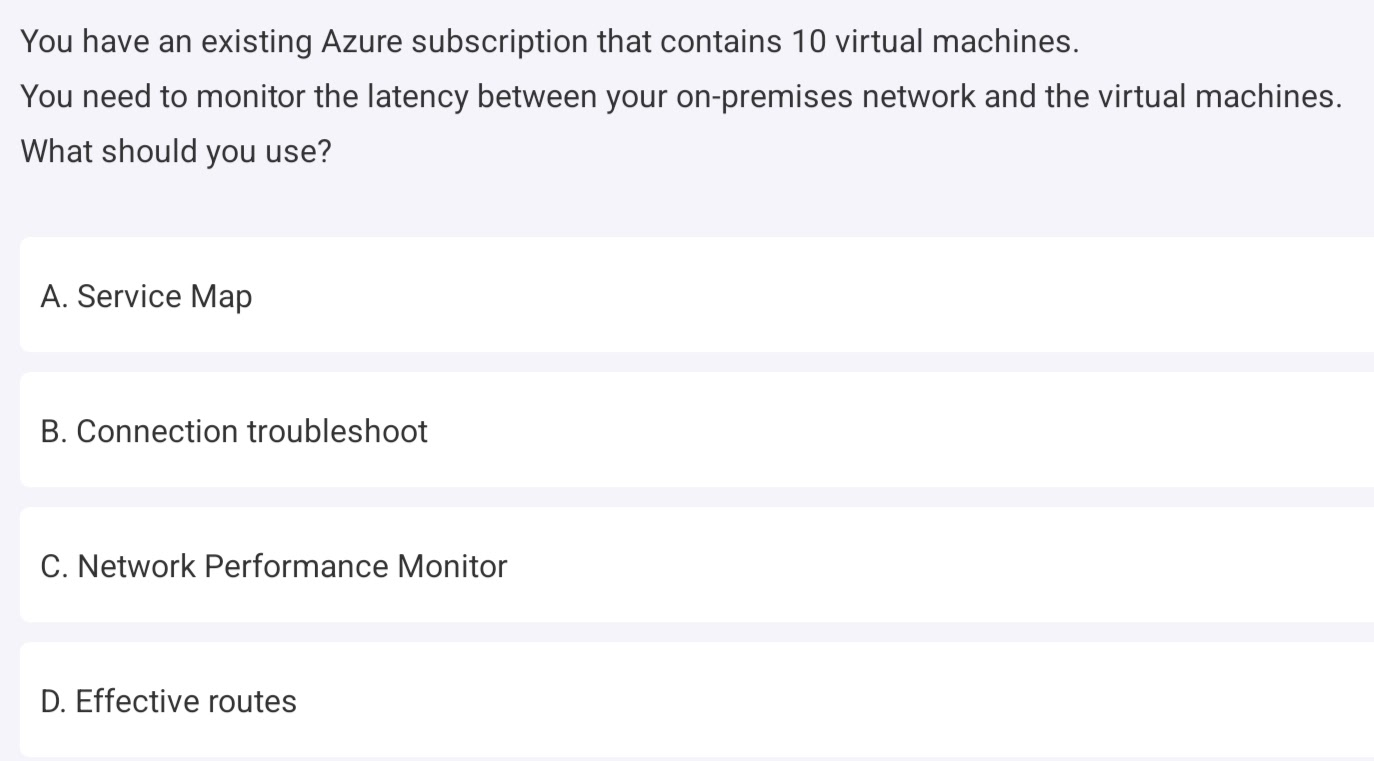 You have an existing Azure subscription that contains 10 virtual machines.
You need to monitor the latency between your on-premises network and the virtual machines.
What should you use?
A. Service Map
B. Connection troubleshoot
C. Network Performance Monitor
D. Effective routes